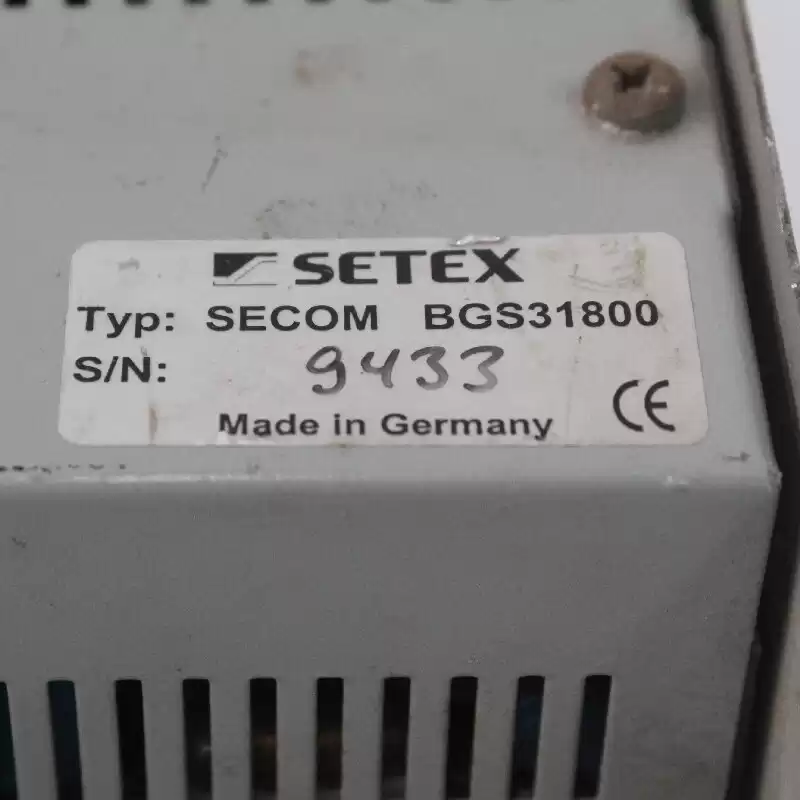 SETEX
Typ: SECOM BGS31800
S/N: 9433
Made in Germany CE